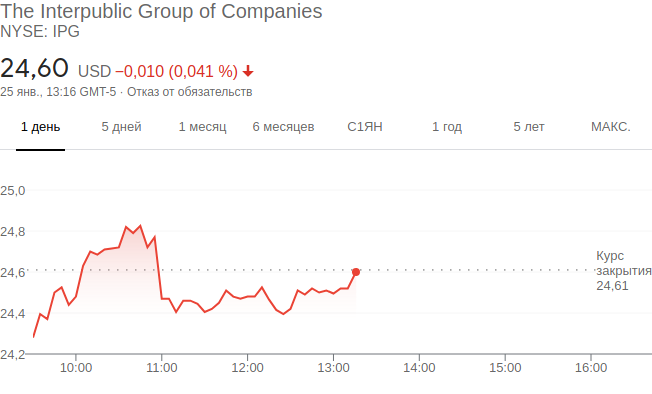 The Interpublic Group of Companies
NYSE: IPG
24,60 USD −0,010 (0,041 %)
25 янв., 13:16 GMT-5 · Отказ от обязательств
1 день 5 дней 1 месяц 6 месяцев С1ЯН 1 год 5 лет МАКС.
25,0
24,8
Курс
закрытия
24,6
24,61
24,4
24,2
10:00 11:00 12:00 13:00 14:00 15:00 16:00